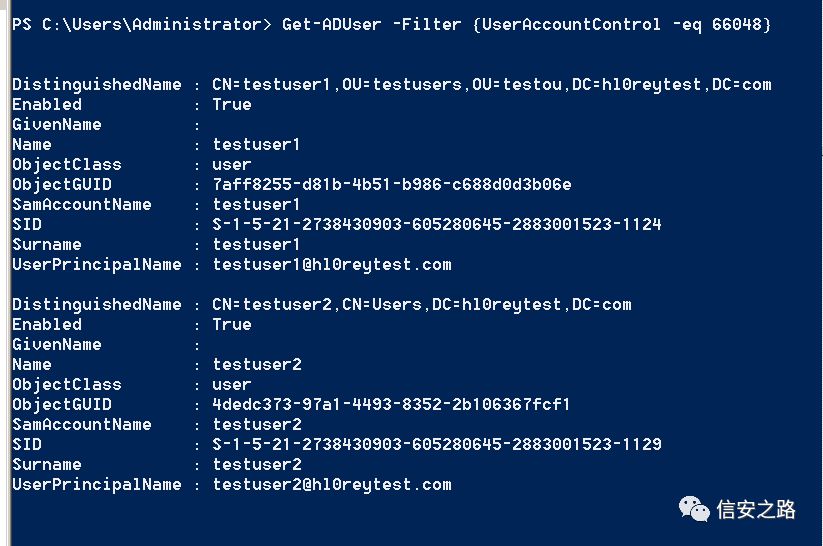 PS C:\Users\Administrator> Get-ADUser -Filter {UserAccountControl -eq 66048}
DistinguishedName : CN=testuser1,OU=testusers,OU=testou,DC=hl0reytest,DC=com
Enabled           : True
GivenName         :
Name              : testuser1
ObjectClass       : user
ObjectGUID        : 7aff8255-d81b-4b51-b986-c688d0d3b06e
SamAccountName    : testuser1
SID               : S-1-5-21-2738430903-605280645-2883001523-1124
Surname           : testuser1
UserPrincipalName : testuser1@hl0reytest.com
DistinguishedName : CN=testuser2,CN=Users,DC=hl0reytest,DC=com
Enabled           : True
GivenName         :
Name              : testuser2
ObjectClass       : user
ObjectGUID        : 4dedc373-97a1-4493-8352-2b106367fcf1
SamAccountName    : testuser2
SID               : S-1-5-21-2738430903-605280645-2883001523-1129
Surname           : testuser2
UserPrincipalName : testuser2@hl0reytest.com
信安之路